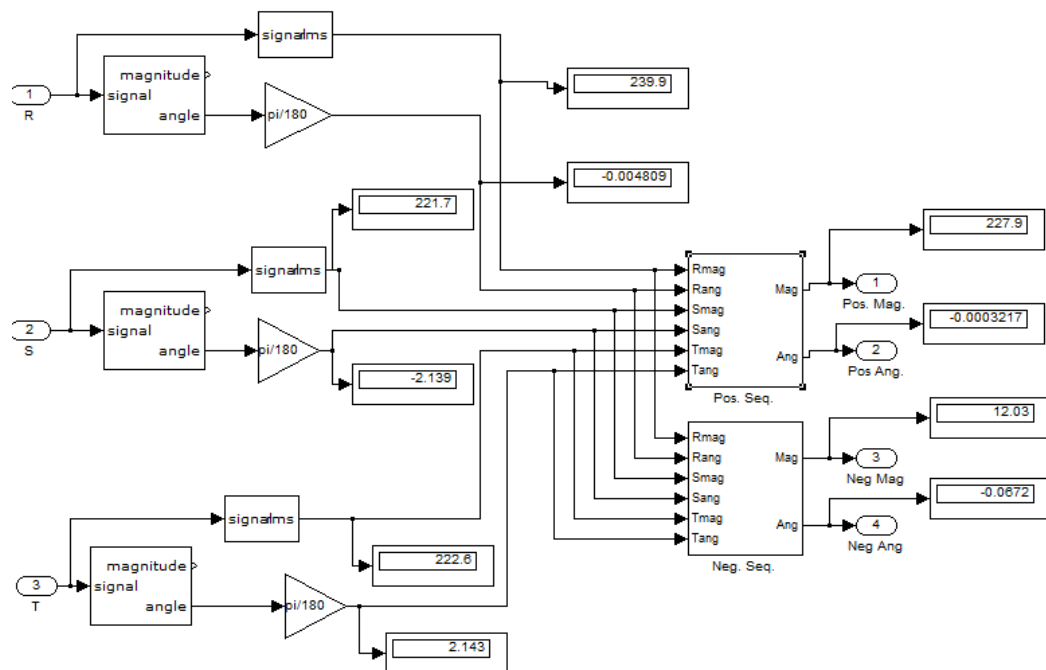 signalrms
magnitude
signal
angle
1
R
pi/180
239.9
-0.004809
221.7
signalrms
magnitude
signal
angle
2
S
pi/180
-2.139
Rmag
Rang
Smag
Sang
Tmag
Tang
Mag
Ang
Pos. Seq.
227.9
1
Pos. Mag.
-0.0003217
2
Pos Ang.
Rmag
Rang
Smag
Sang
Tmag
Tang
Mag
Ang
Neg. Seq.
12.03
3
Neg Mag
-0.0672
4
Neg Ang
signalrms
222.6
magnitude
signal
angle
3
T
pi/180
2.143